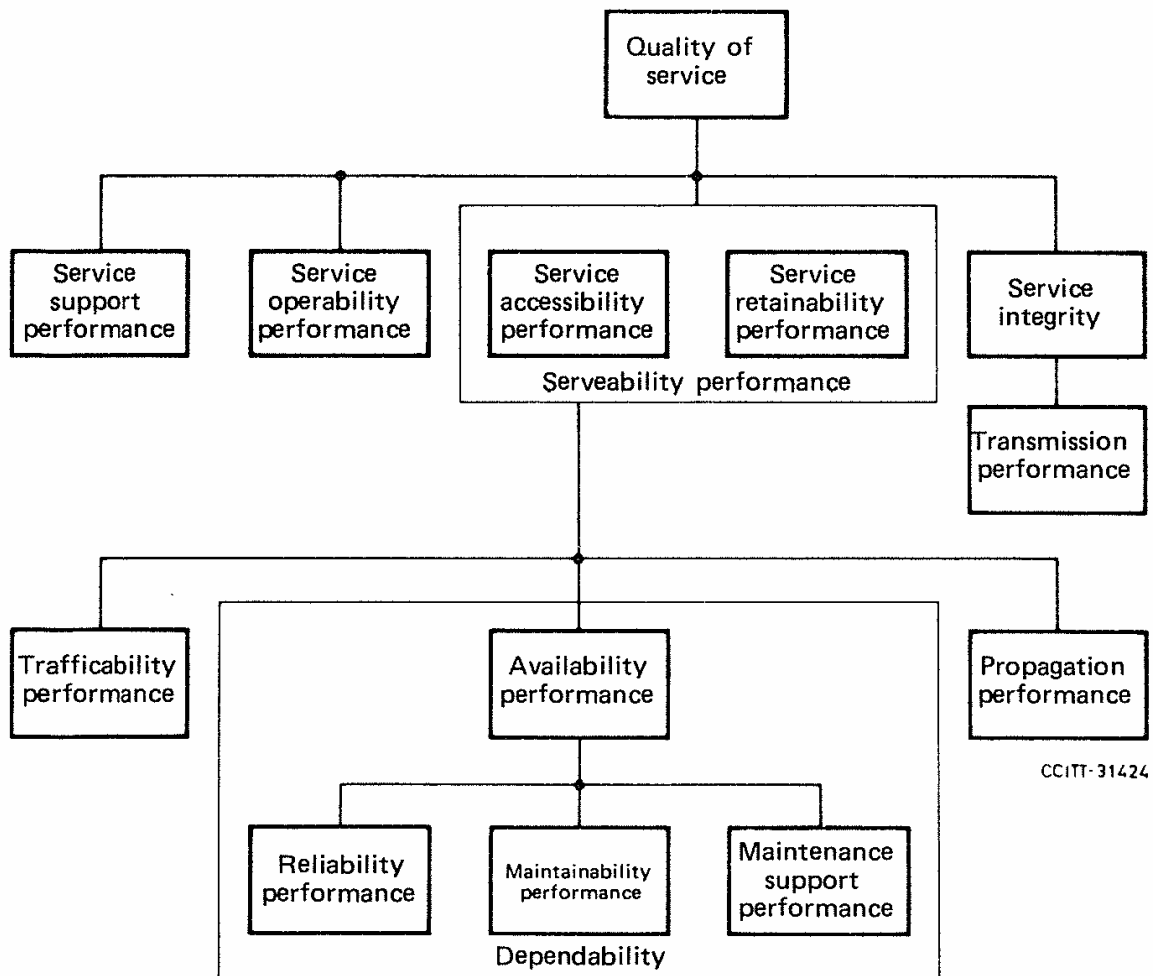 Quality of
service
Service
support
performance
Service
operability
performance
Service
accessibility
performance
Service
retainability
performance
Service
integrity
Serveability performance
Transmission
performance
Trafficability
performance
Availability
performance
Propagation
performance
CCITT-31424
Reliability
performance
Maintainability
performance
Maintenance
support
performance
Dependability